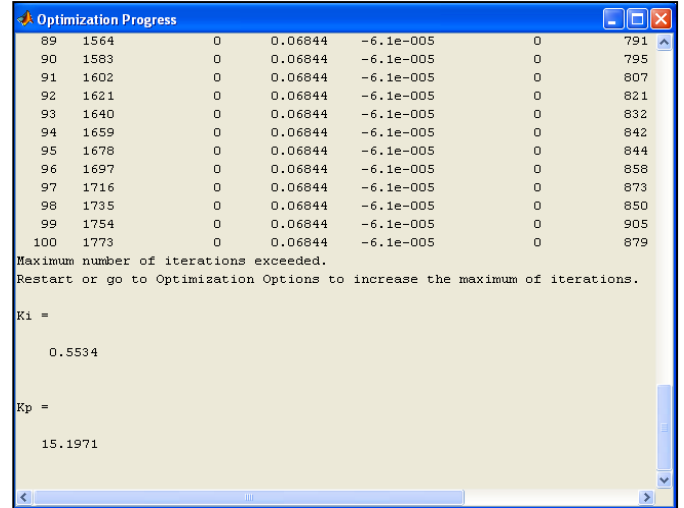 Optimization Progress
89 1564 0 0.06844 -6.1e-005 0 791
90 1583 0 0.06844 -6.1e-005 0 795
91 1602 0 0.06844 -6.1e-005 0 807
92 1621 0 0.06844 -6.1e-005 0 821
93 1640 0 0.06844 -6.1e-005 0 832
94 1659 0 0.06844 -6.1e-005 0 842
95 1678 0 0.06844 -6.1e-005 0 844
96 1697 0 0.06844 -6.1e-005 0 858
97 1716 0 0.06844 -6.1e-005 0 873
98 1735 0 0.06844 -6.1e-005 0 850
99 1754 0 0.06844 -6.1e-005 0 905
100 1773 0 0.06844 -6.1e-005 0 879
Maximum number of iterations exceeded.
Restart or go to Optimization Options to increase the maximum of iterations.
Ki =
0.5534
Kp =
15.1971